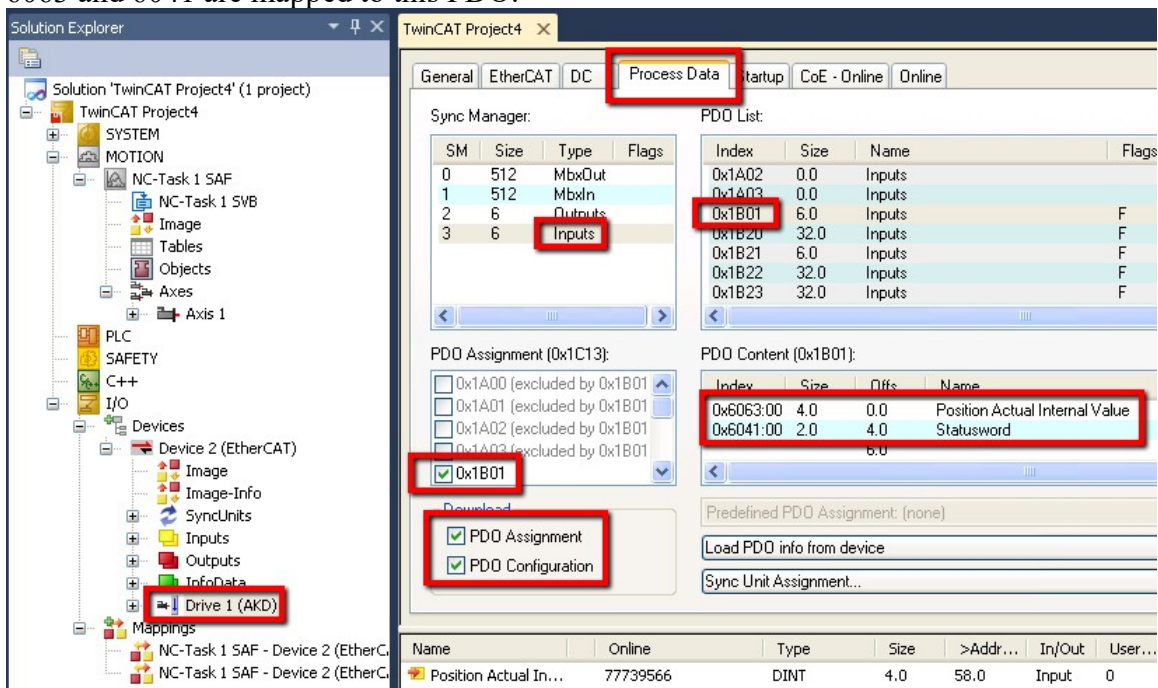 6063 and 6041 are mapped to this PDO:
Solution Explorer
TwinCAT Project4
Solution 'TwinCAT Project4' (1 project)
TwinCAT Project4
SYSTEM
MOTION
NC-Task 1 SAF
NC-Task 1 SVB
Image
Tables
Objects
Axes
Axis 1
PLC
SAFETY
C++
I/O
Devices
Device 2 (EtherCAT)
Image
Image-Info
SyncUnits
Inputs
Outputs
InfoData
Drive 1 (AKD)
Mappings
NC-Task 1 SAF - Device 2 (EtherC
NC-Task 1 SAF - Device 2 (EtherC
General EtherCAT DC Process Data Startup CoE - Online Online
Sync Manager:
SM Size Type Flags
0 512 MbxOut
1 512 MbxIn
2 6 Outputs
3 6 Inputs
PDO List:
Index Size Name Flags
0x1A02 0.0 Inputs
0x1A03 0.0 Inputs
0x1B01 6.0 Inputs F
0x1B20 32.0 Inputs F
0x1B21 6.0 Inputs F
0x1B22 32.0 Inputs F
0x1B23 32.0 Inputs F
PDO Assignment (0x1C13):
0x1A00 (excluded by 0x1B01
0x1A01 (excluded by 0x1B01
0x1A02 (excluded by 0x1B01
0x1A03 (excluded by 0x1B01
0x1B01
PDO Content (0x1B01):
Index Size Offs Name
0x6063:00 4.0 0.0 Position Actual Internal Value
0x6041:00 2.0 4.0 Statusword
6.0
Download
PDO Assignment
PDO Configuration
Predefined PDO Assignment: (none)
Load PDO info from device
Sync Unit Assignment...
Name Online Type Size >Addr... In/Out User...
Position Actual In... 77739566 DINT 4.0 58.0 Input 0